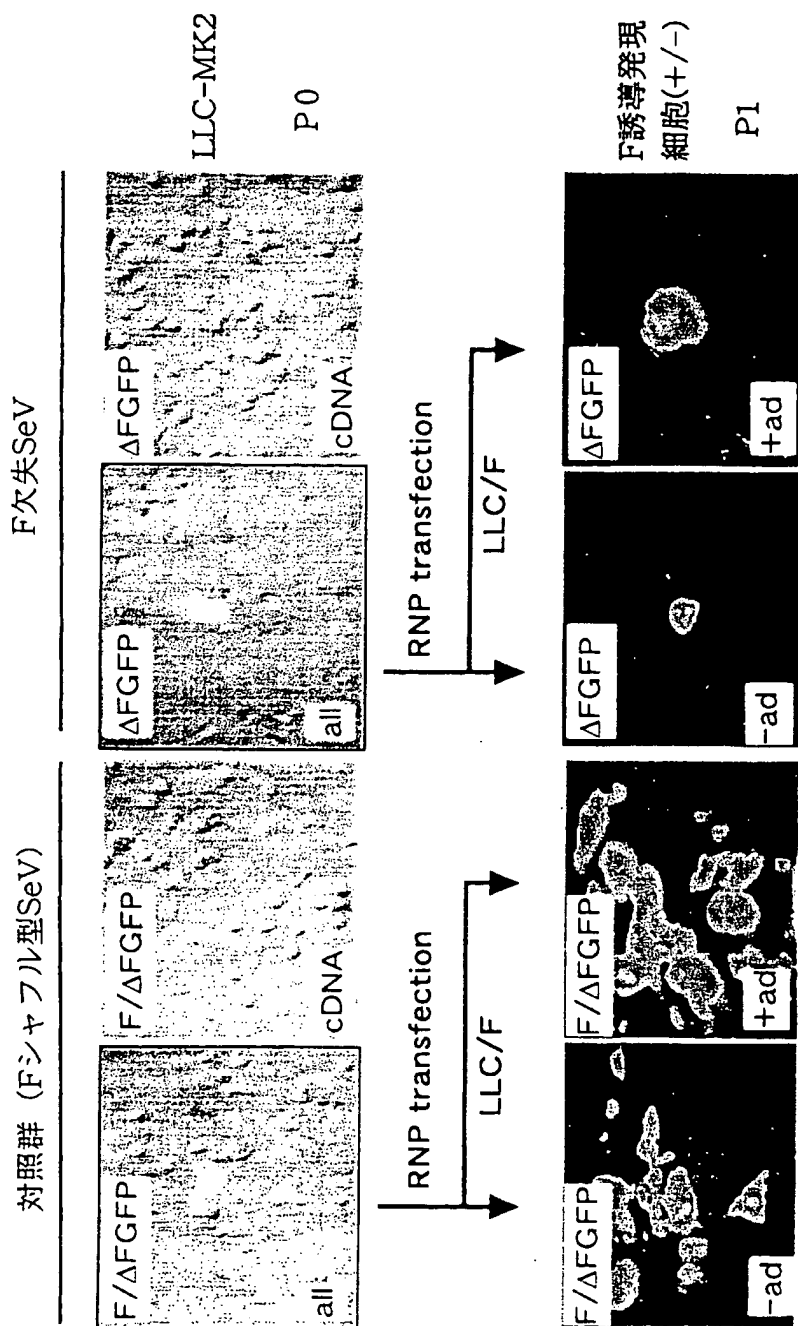 対照群 (Fシャフル型SeV)
F欠失SeV
F/ΔFGFP
all
F/ΔFGFP
cDNA
ΔFGFP
all
ΔFGFP
cDNA
LLC-MK2
P0
RNP transfection
LLC/F
RNP transfection
LLC/F
F/ΔFGFP
-ad
F/ΔFGFP
+ad
ΔFGFP
-ad
ΔFGFP
+ad
F誘導発現
細胞(+/-)
P1